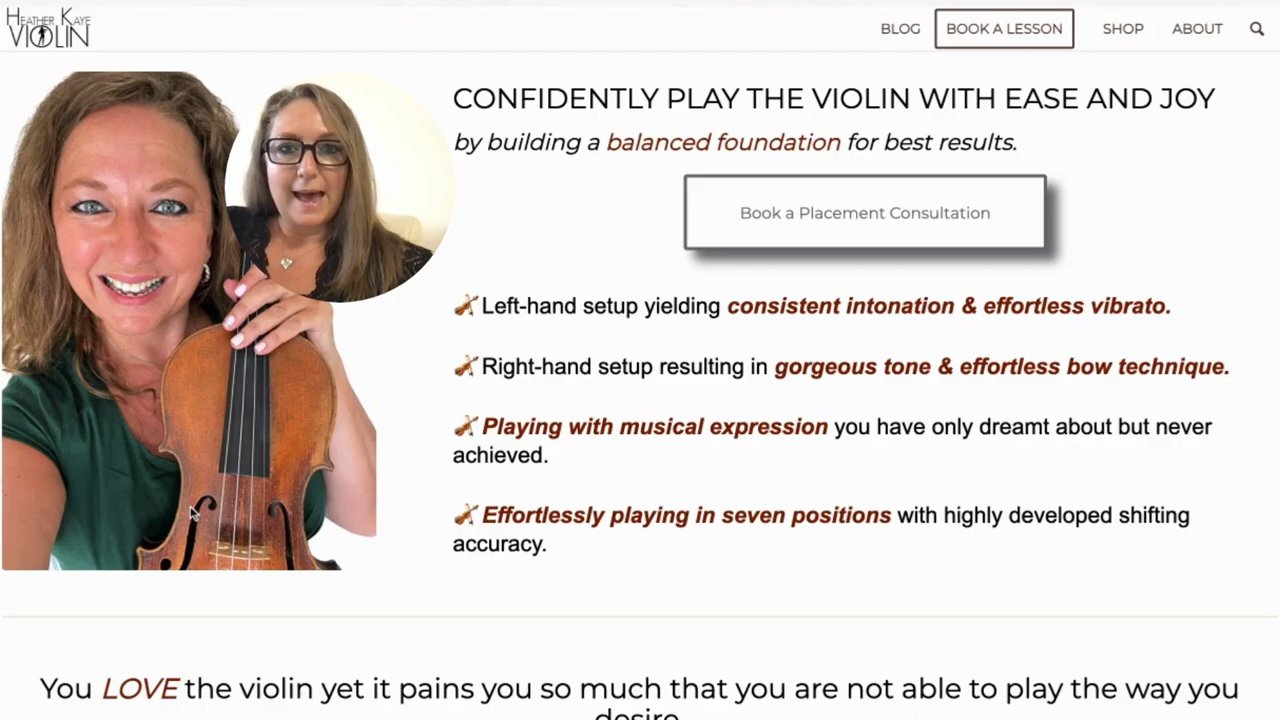 HEATHER KAYE
VIOLIN
BLOG
BOOK A LESSON
SHOP
ABOUT
CONFIDENTLY PLAY THE VIOLIN WITH EASE AND JOY
by building a balanced foundation for best results.
Book a Placement Consultation
🎻Left-hand setup yielding consistent intonation & effortless vibrato.
🎻Right-hand setup resulting in gorgeous tone & effortless bow technique.
🎻Playing with musical expression you have only dreamt about but never
achieved.
🎻Effortlessly playing in seven positions with highly developed shifting
accuracy.
You LOVE the violin yet it pains you so much that you are not able to play the way you
desire